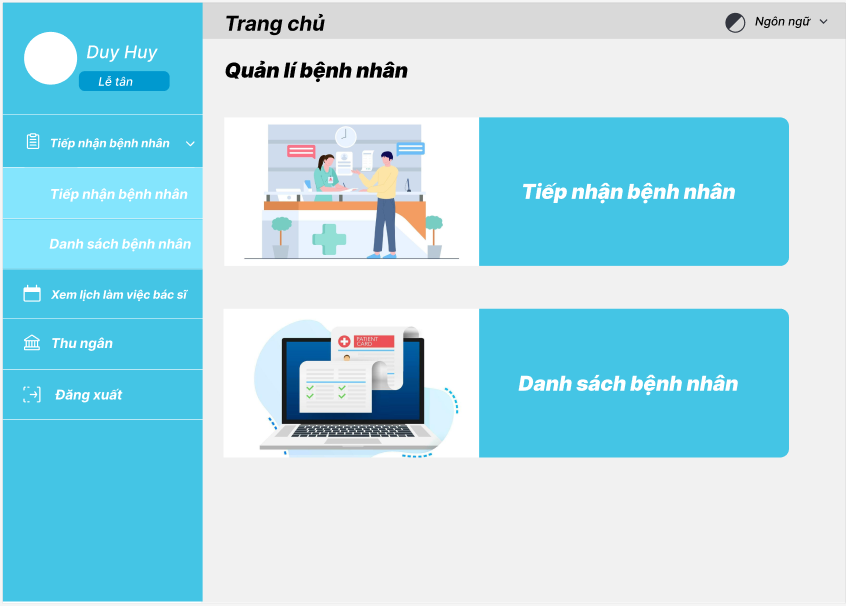 Duy Huy
Lễ tân
Tiếp nhận bệnh nhân
Tiếp nhận bệnh nhân
Danh sách bệnh nhân
Xem lịch làm việc bác sĩ
Thu ngân
Đăng xuất
Trang chủ
Ngôn ngữ
Quản lí bệnh nhân
Tiếp nhận bệnh nhân
PATIENT
CARD
Danh sách bệnh nhân